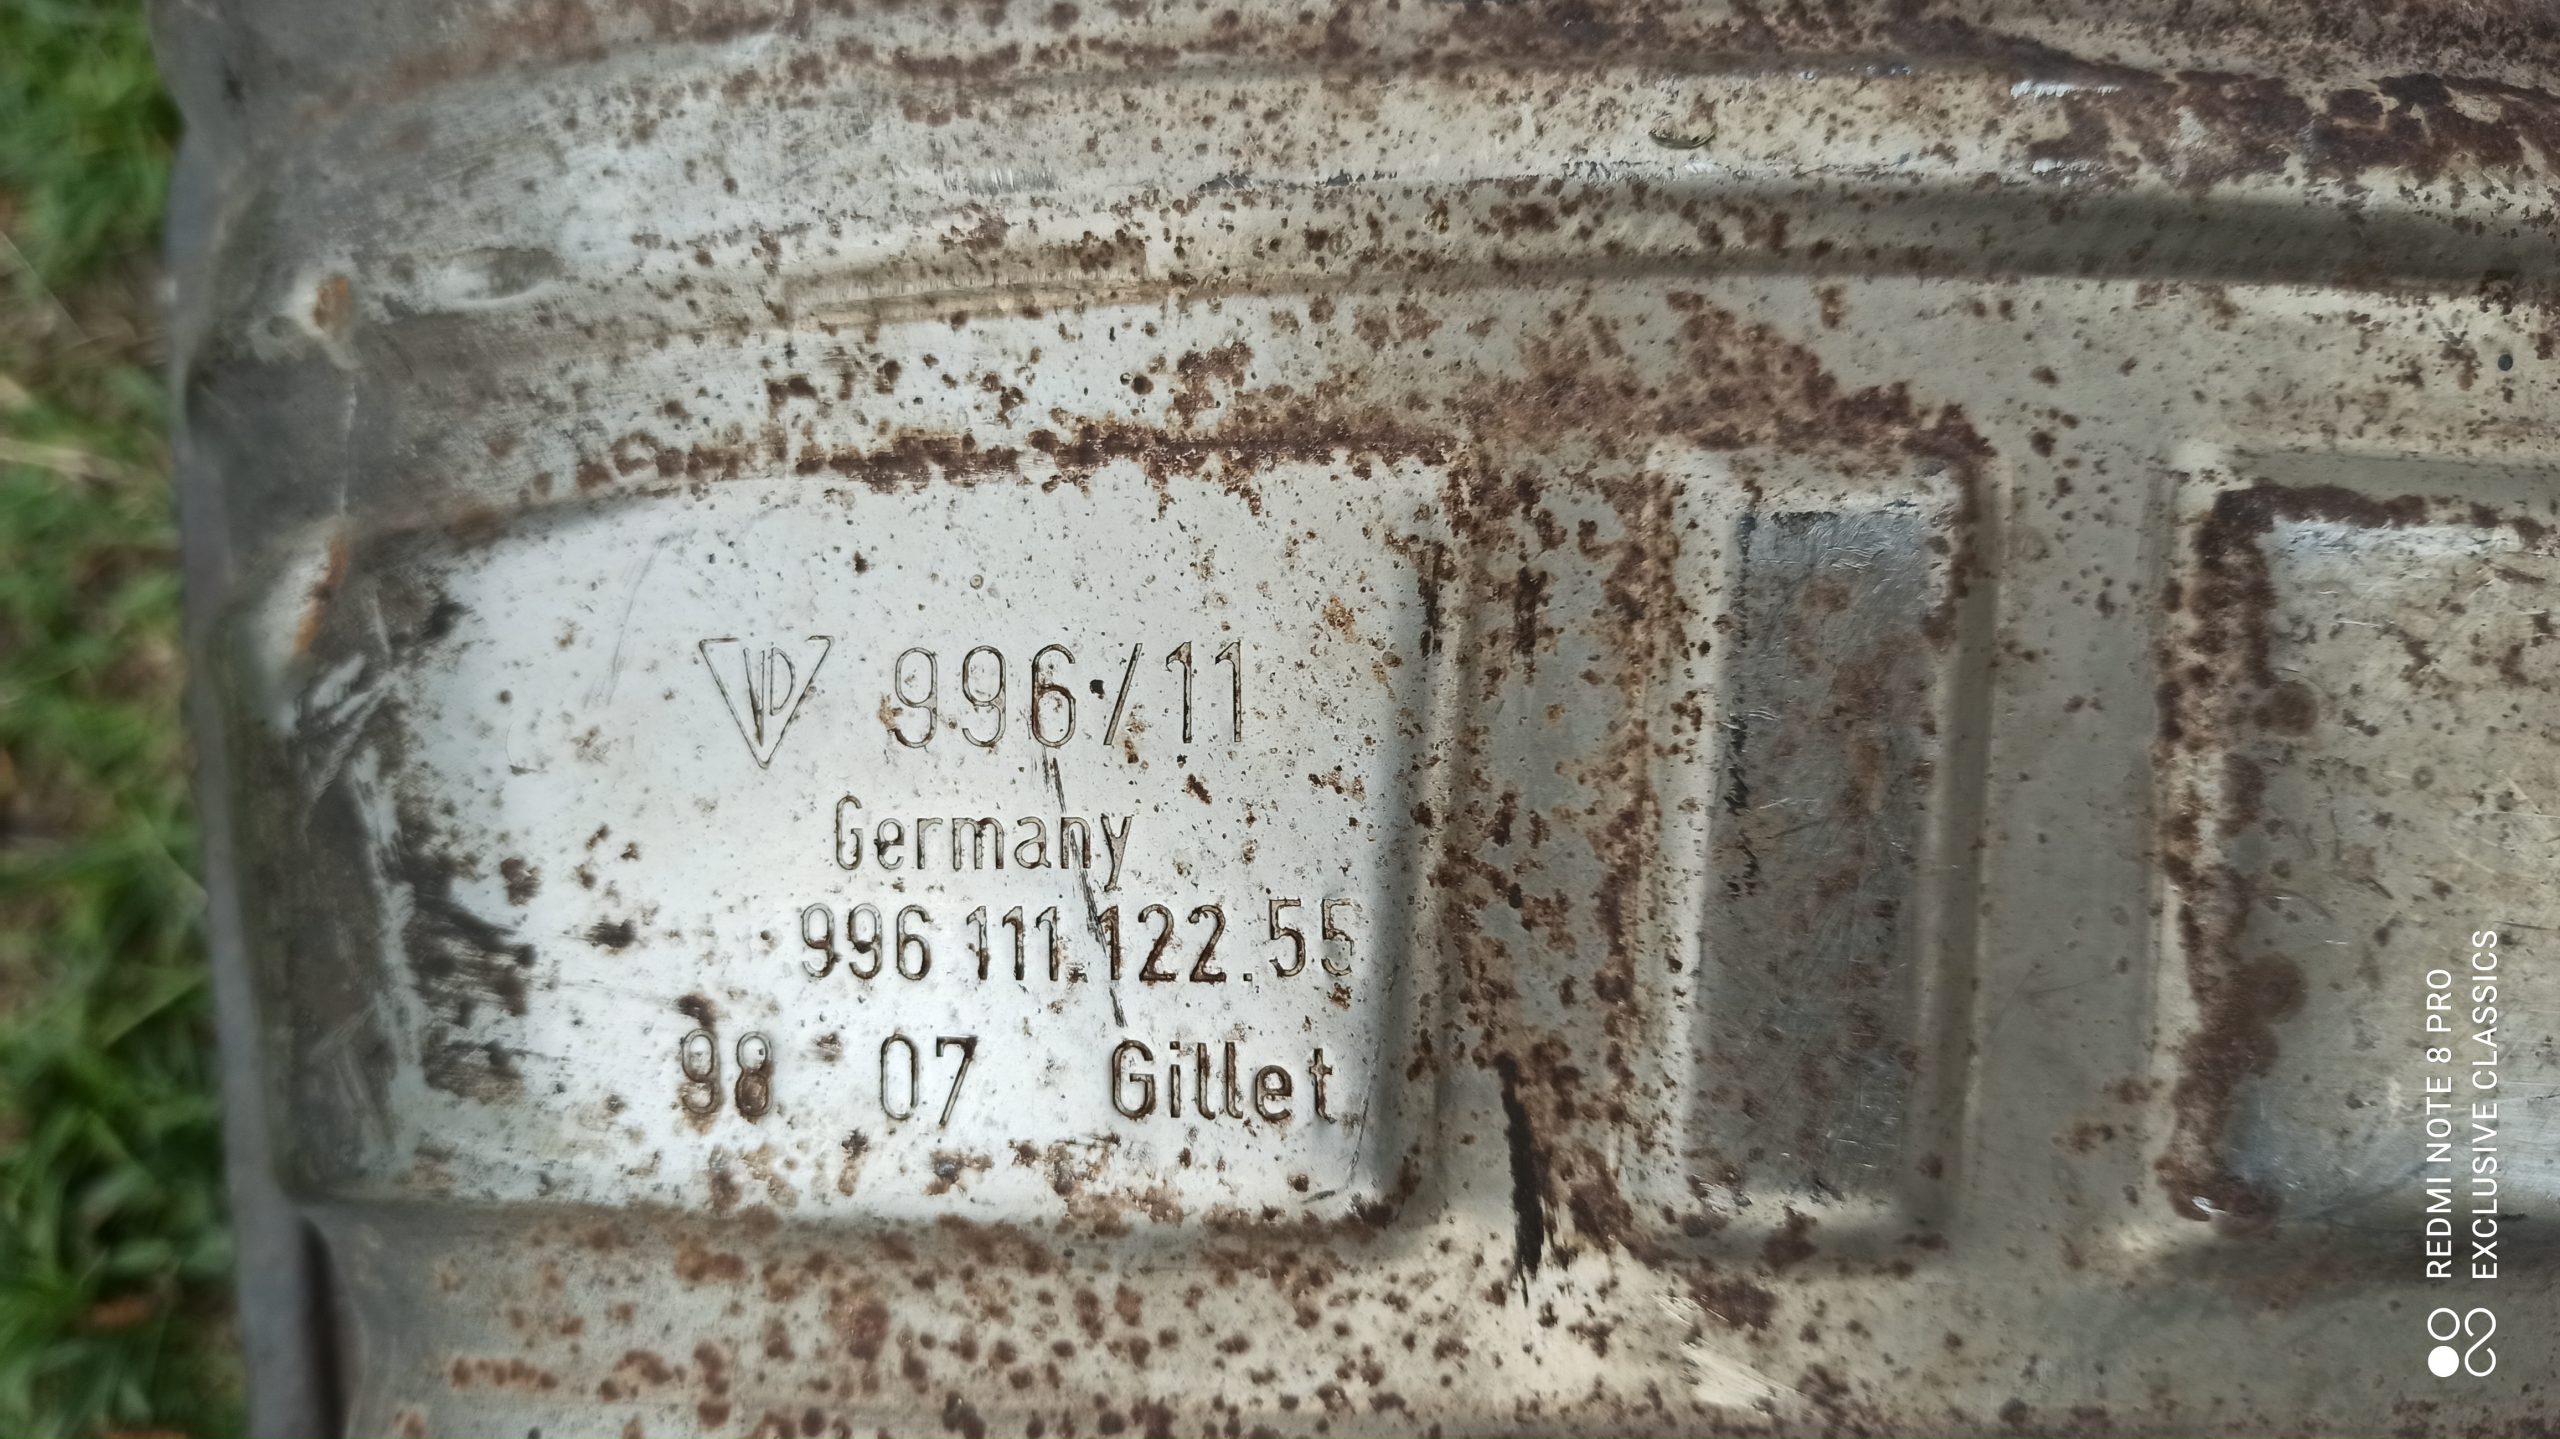 996/11
Germany
996 111.122.55
98 07 Gillet
REDMI NOTE 8 PRO
EXCLUSIVE CLASSICS